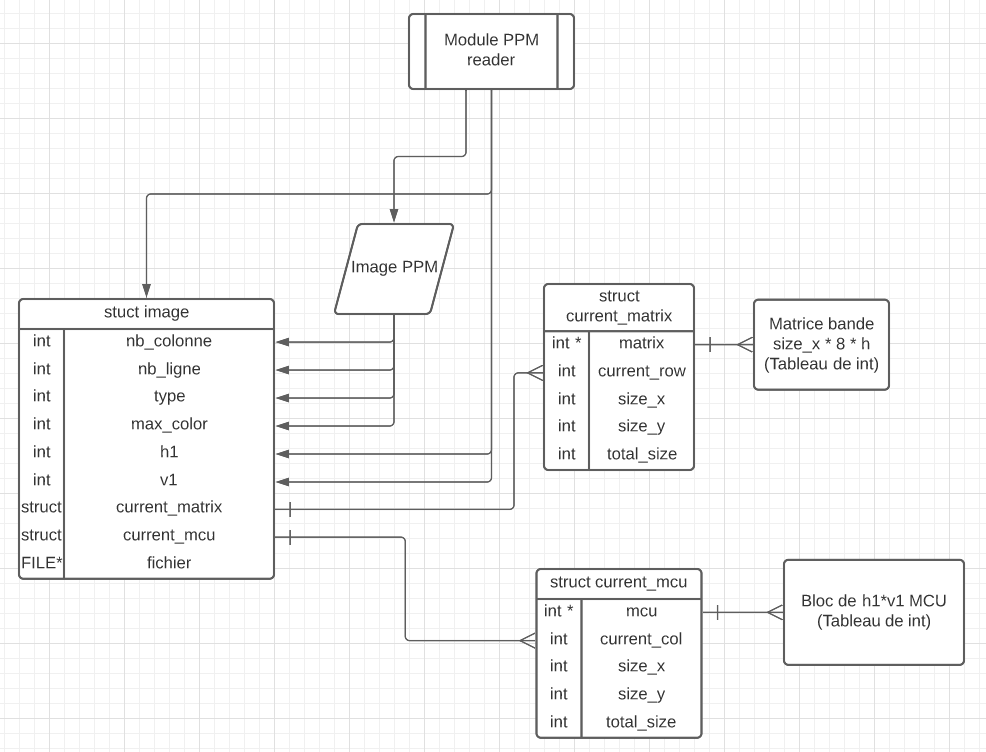 Module PPM
reader
Image PPM
stuct image
int nb_colonne
int nb_ligne
int type
int max_color
int h1
int v1
struct current_matrix
struct current_mcu
FILE* fichier
struct
current_matrix
int * matrix
int current_row
int size_x
int size_y
int total_size
Matrice bande
size_x * 8 * h
(Tableau de int)
struct current_mcu
int * mcu
int current_col
int size_x
int size_y
int total_size
Bloc de h1*v1 MCU
(Tableau de int)